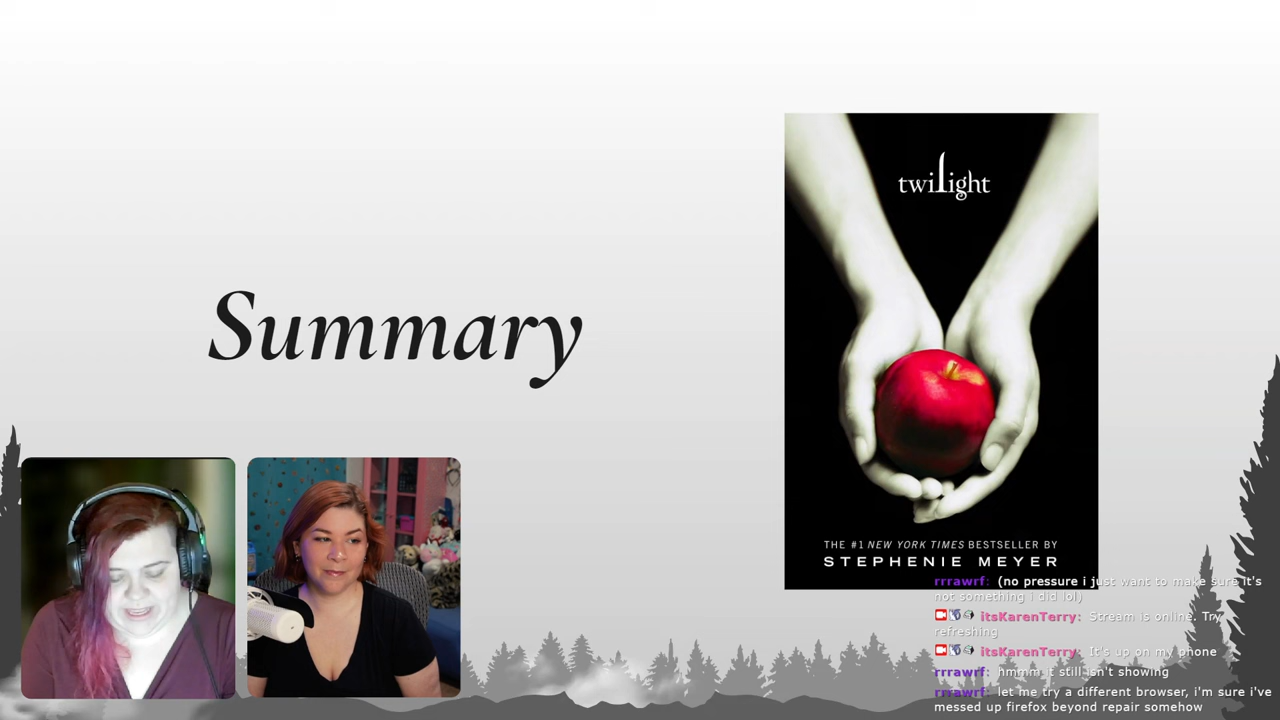 Summary
twilight
THE #1 NEW YORK TIMES BESTSELLER BY
STEPHENIE MEYER
rrrawrf: (no pressure i just want to make sure it's
not something i did lol)
itsKarenTerry: Stream is online. Try
refreshing
itsKarenTerry: It's up on my phone
rrrawrf: hmmm it still isn't showing
rrrawrf: let me try a different browser, i'm sure i've
messed up firefox beyond repair somehow